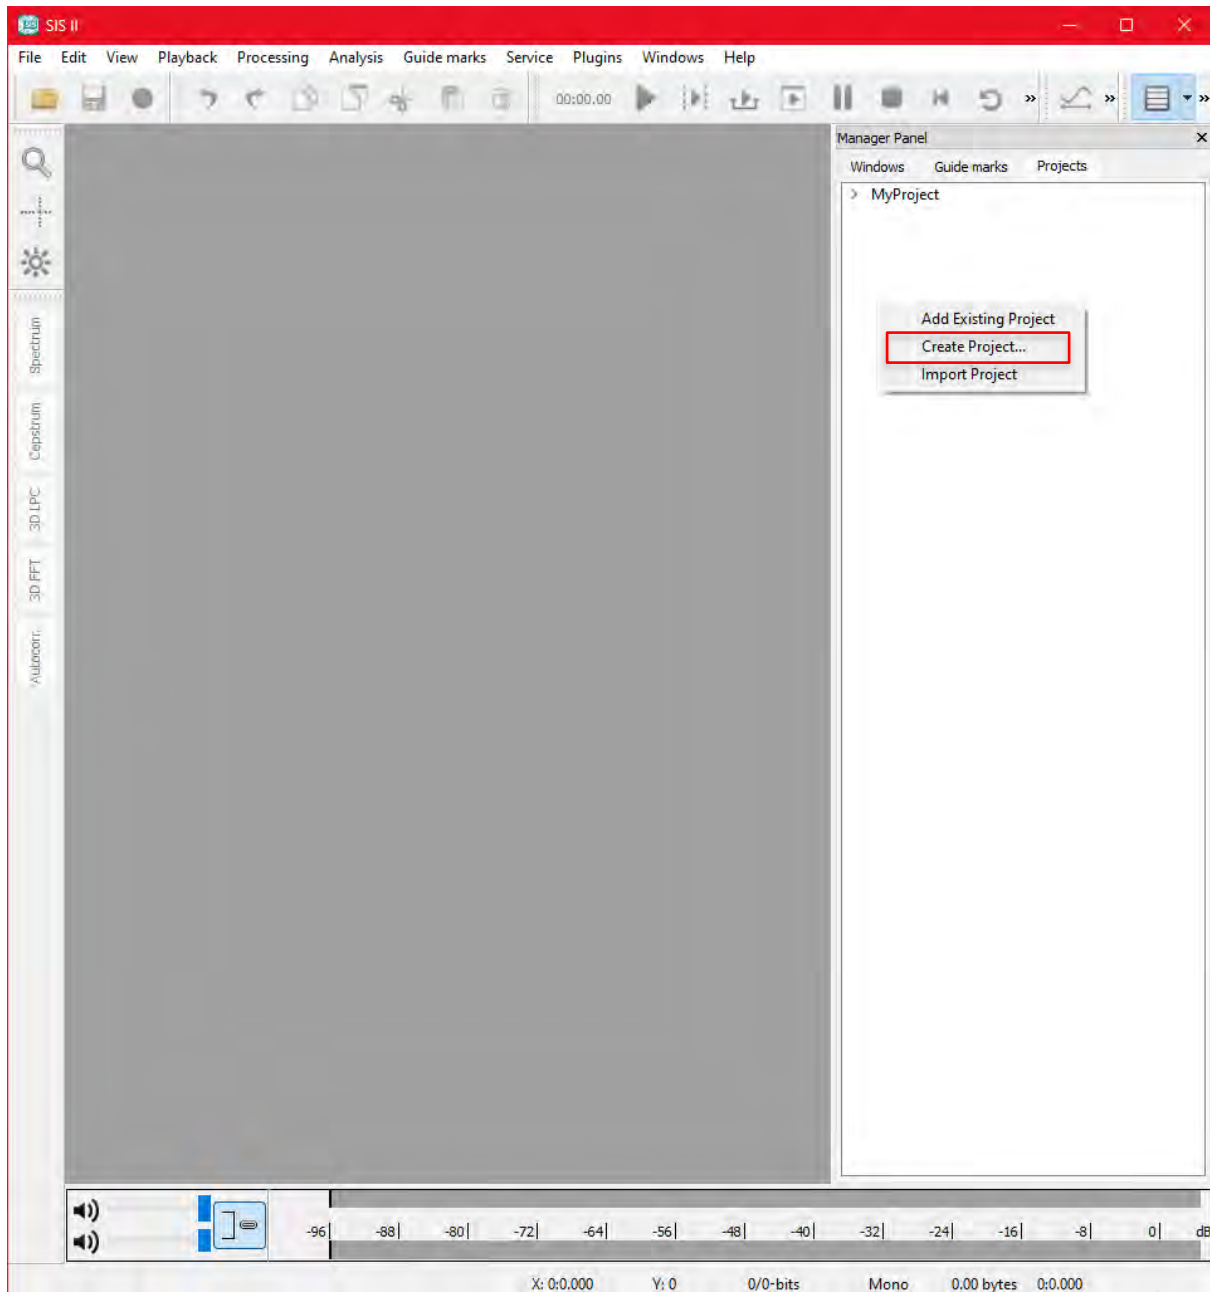 SIS II
File Edit View Playback Processing Analysis Guide marks Service Plugins Windows Help
00:00.00
Manager Panel
Windows Guide marks Projects
MyProject
Add Existing Project
Create Project...
Import Project
Spectrum
Cepstrum
3D LPC
3D FFT
Autocorr.
-96 -88 -80 -72 -64 -56 -48 -40 -32 -24 -16 -8 0 dB
X: 0:0.000 Y: 0 0/0-bits Mono 0.00 bytes 0:0.000